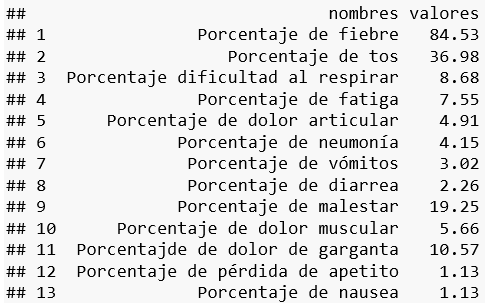 ## nombres valores
## 1 Porcentaje de fiebre 84.53
## 2 Porcentaje de tos 36.98
## 3 Porcentaje dificultad al respirar 8.68
## 4 Porcentaje de fatiga 7.55
## 5 Porcentaje de dolor articular 4.91
## 6 Porcentaje de neumonía 4.15
## 7 Porcentaje de vómitos 3.02
## 8 Porcentaje de diarrea 2.26
## 9 Porcentaje de malestar 19.25
## 10 Porcentaje de dolor muscular 5.66
## 11 Porcentajde de dolor de garganta 10.57
## 12 Porcentaje de pérdida de apetito 1.13
## 13 Porcentaje de nausea 1.13